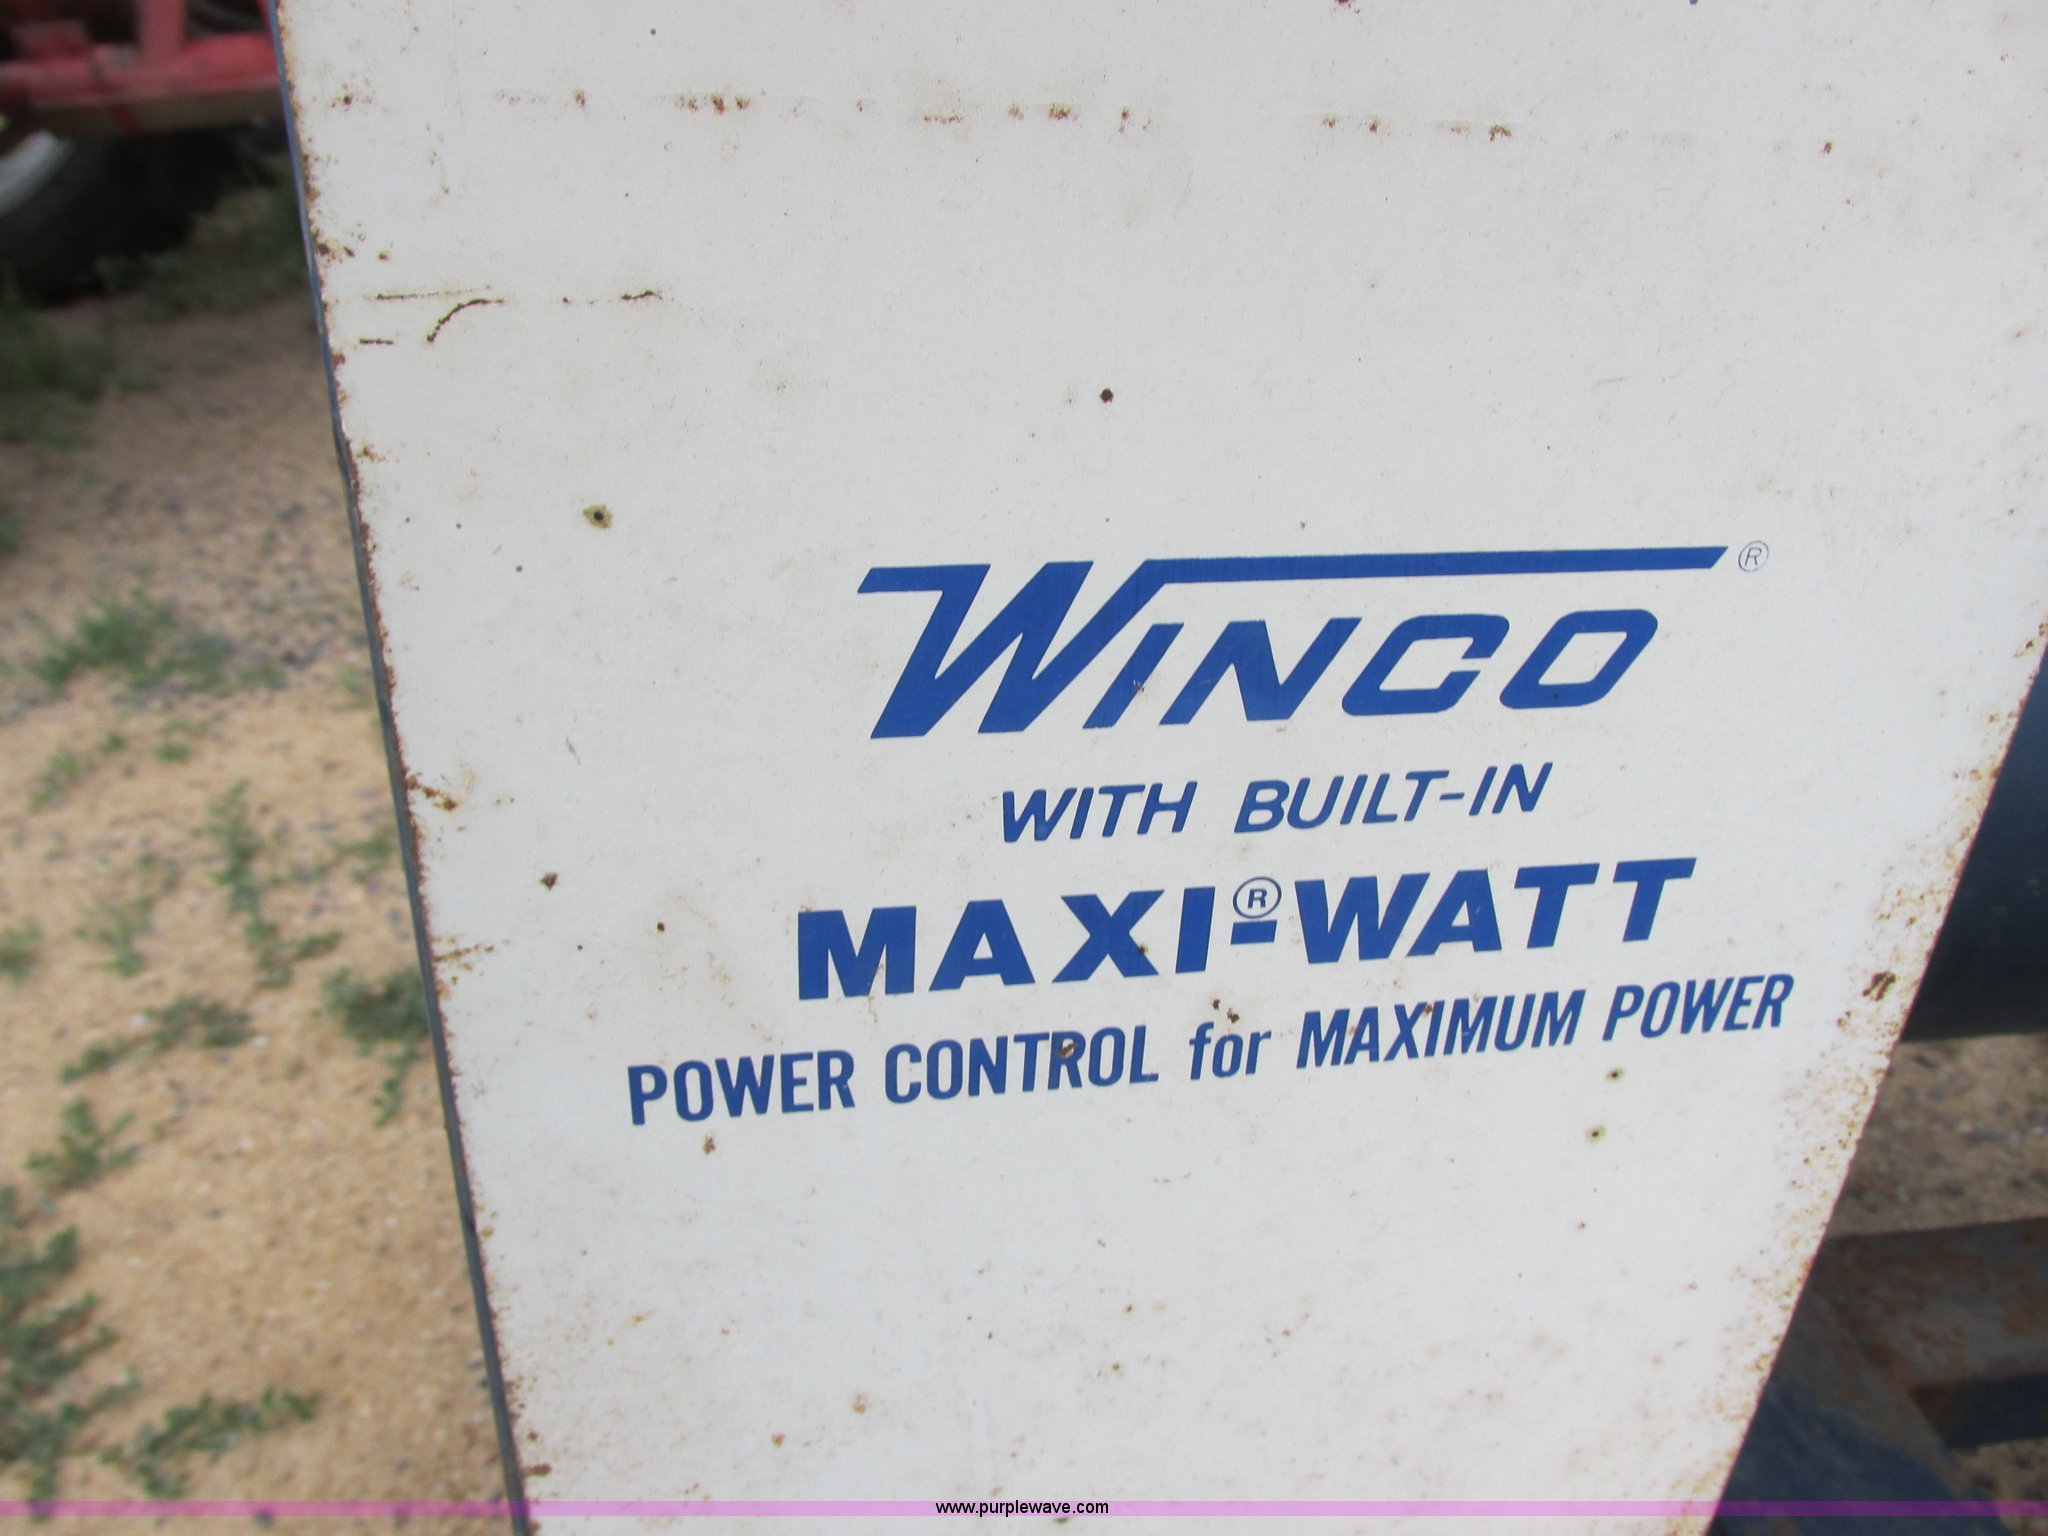 WINCO®
WITH BUILT-IN
MAXI®-WATT
POWER CONTROL for MAXIMUM POWER
www.purplewave.com